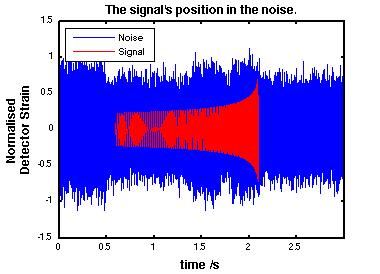 The signal's position in the noise.
Noise
Signal
Normalised
Detector Strain
1.5
1
0.5
0
-0.5
-1
-1.5
0
0.5
1
1.5
2
2.5
time /s